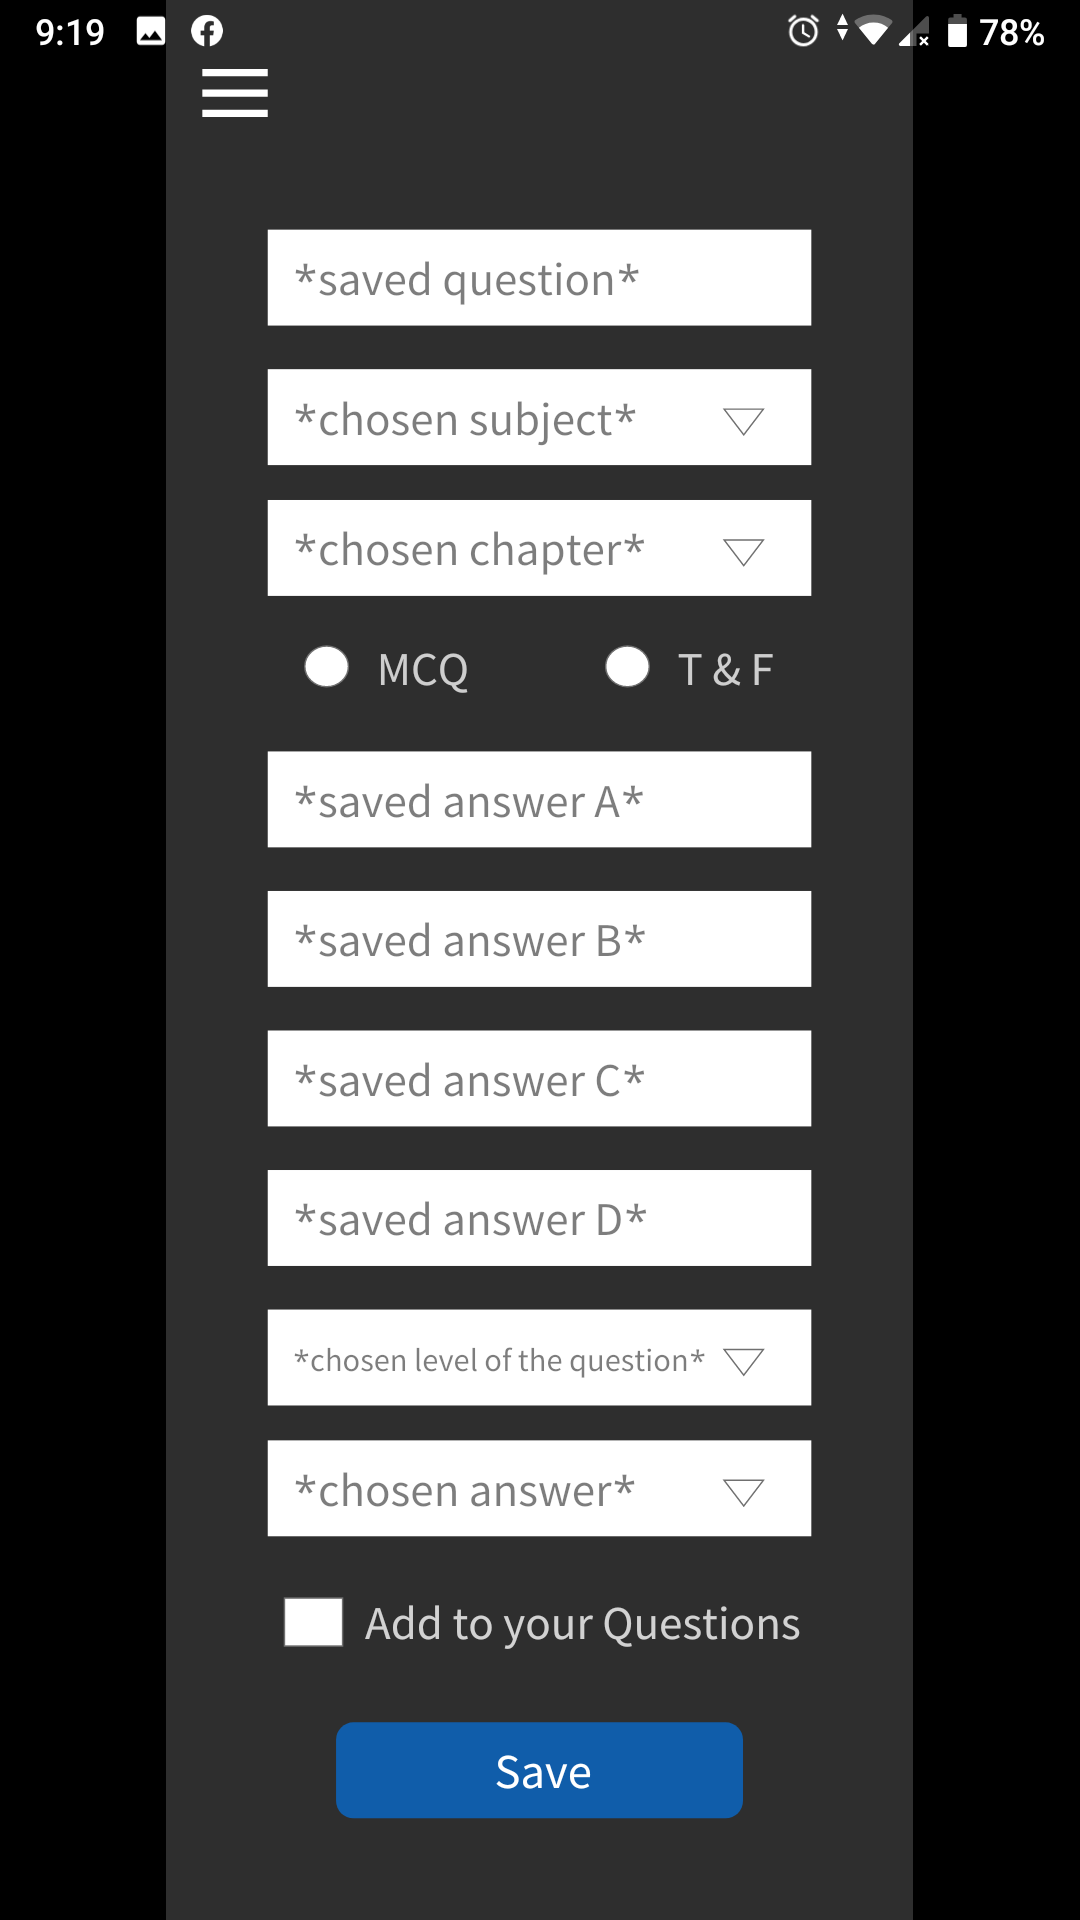 9:19 78%
*saved question*
*chosen subject*
*chosen chapter*
MCQ T & F
*saved answer A*
*saved answer B*
*saved answer C*
*saved answer D*
*chosen level of the question*
*chosen answer*
Add to your Questions
Save